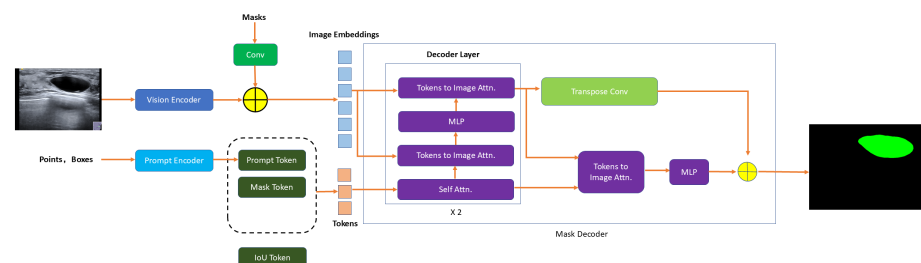 Masks
Image Embeddings
Conv
Decoder Layer
Tokens to Image Attn.
Transpose Conv
Vision Encoder
MLP
Points, Boxes
Prompt Encoder
Prompt Token
Tokens to Image Attn.
Tokens to
Image Attn.
MLP
Mask Token
Self Attn.
X 2
Tokens
Mask Decoder
IoU Token